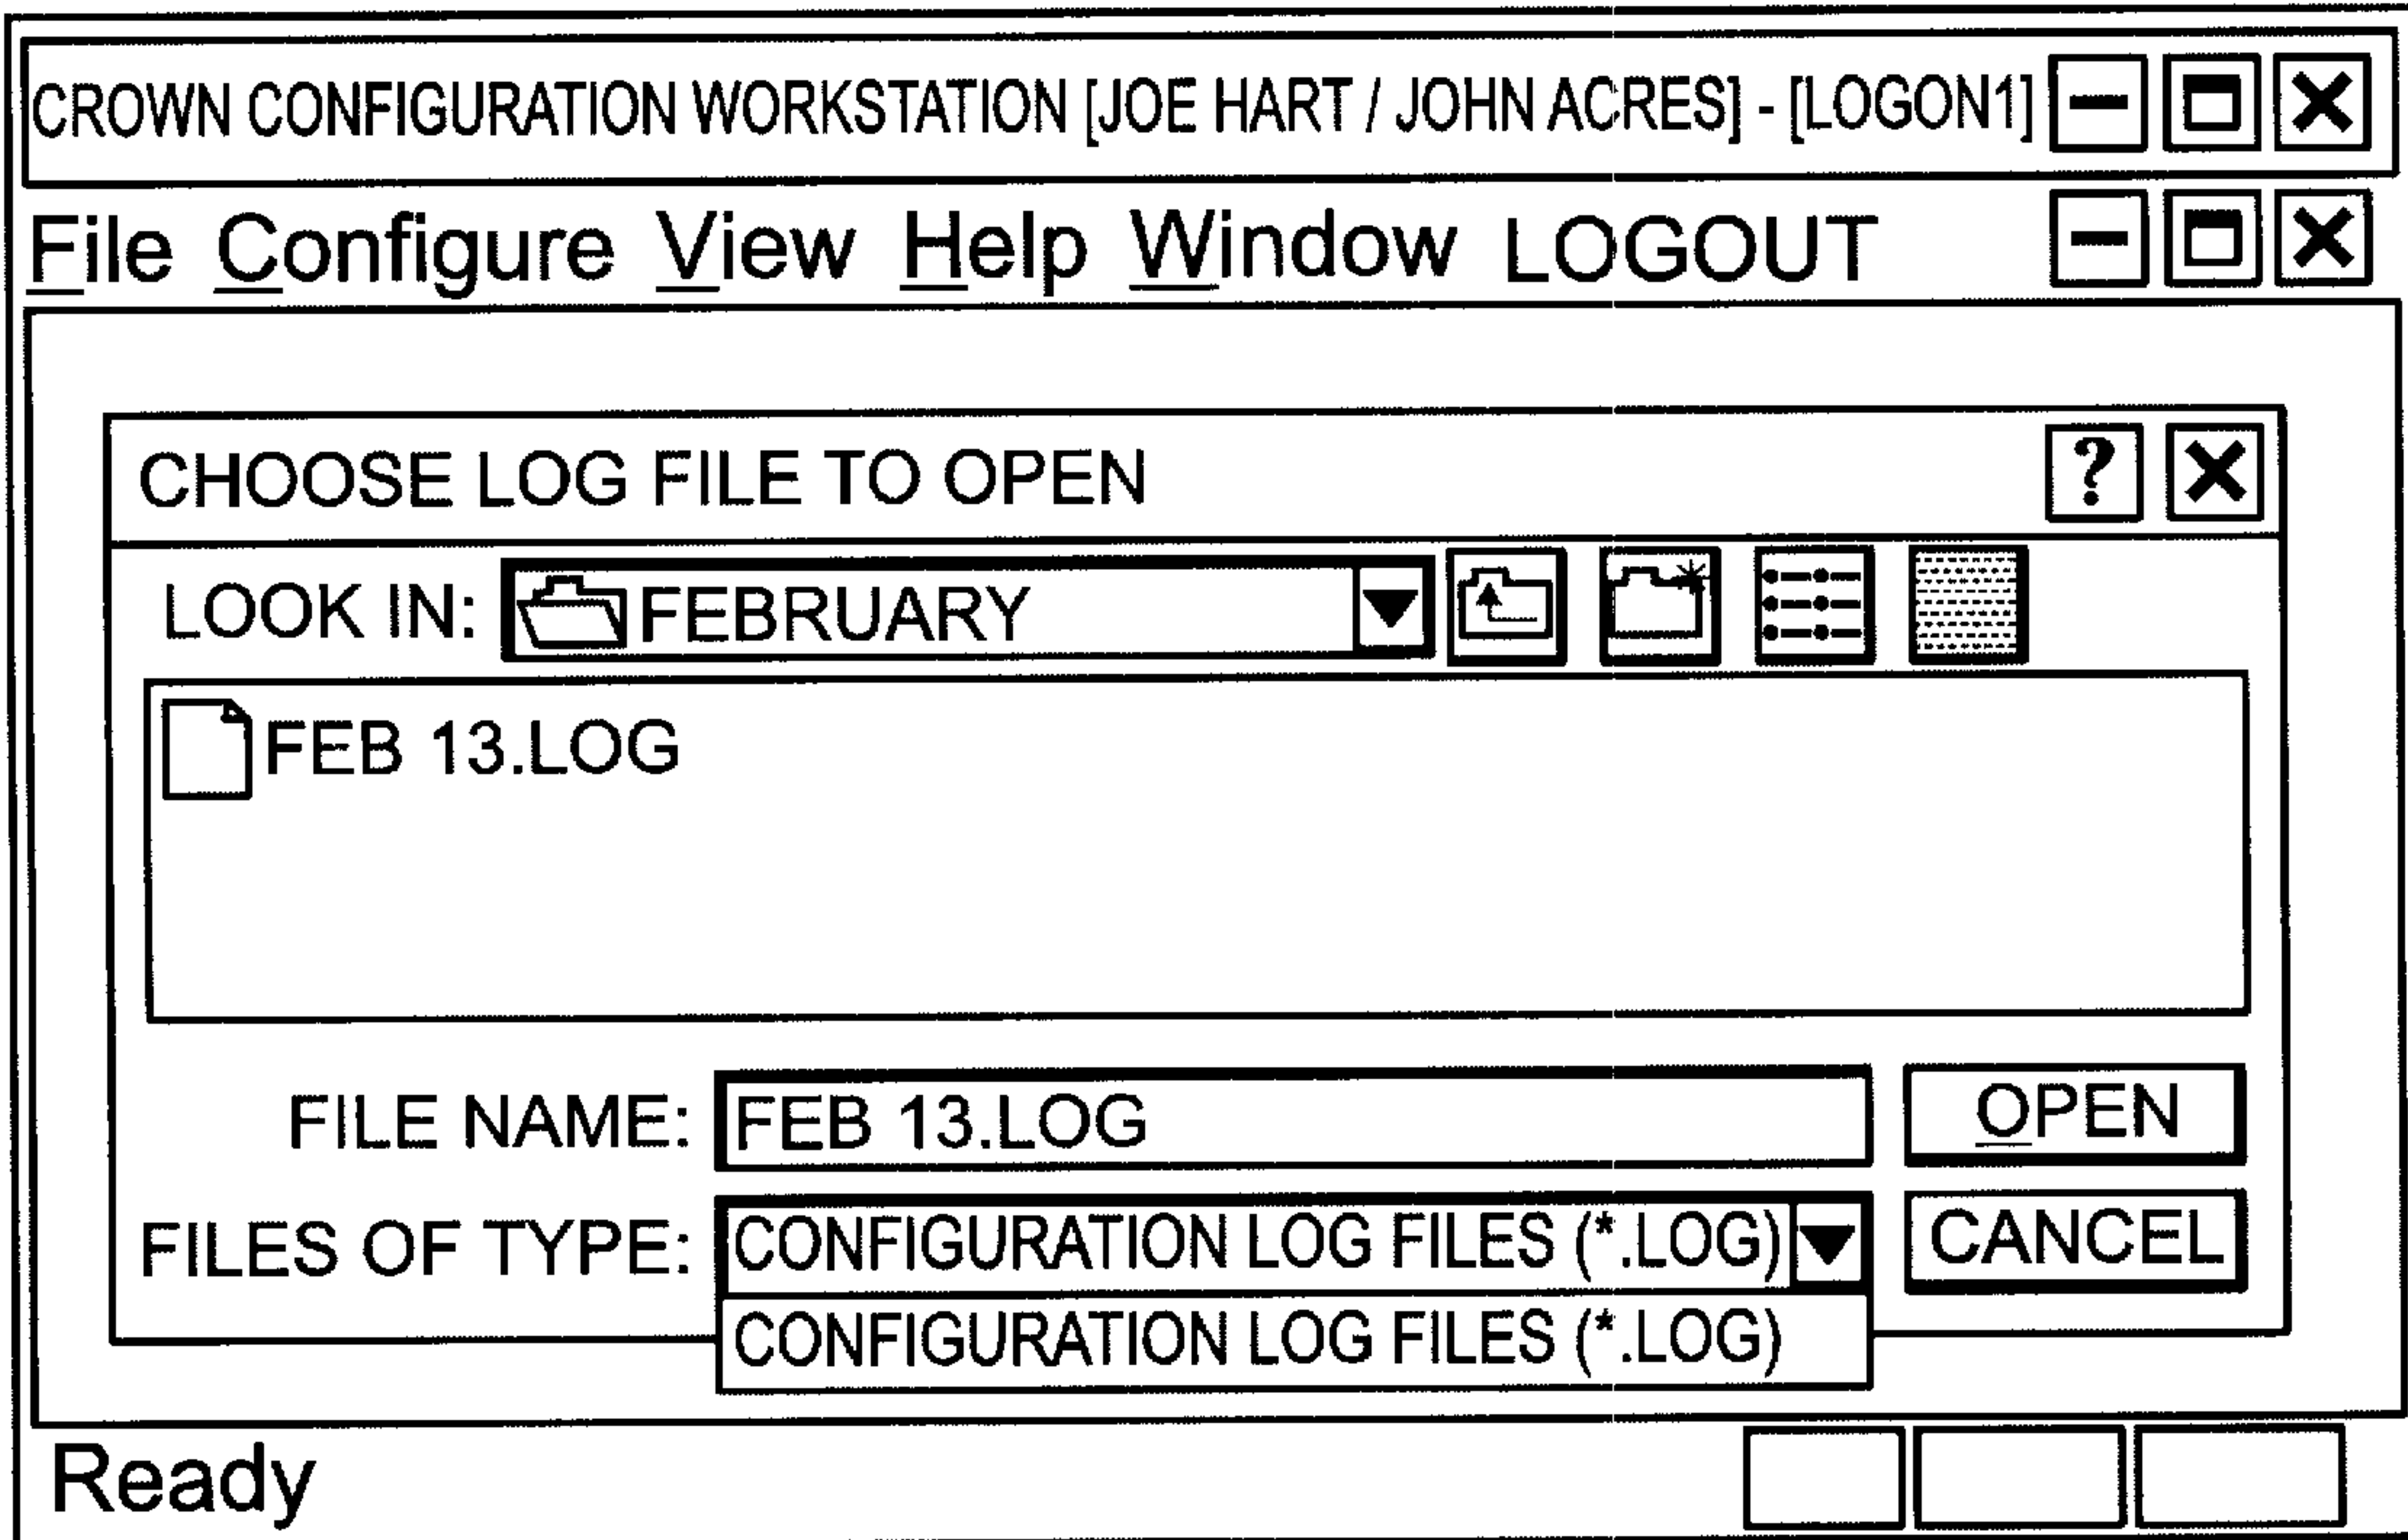 CROWN CONFIGURATION WORKSTATION [JOE HART / JOHN ACRES] - [LOGON1]
File Configure View Help Window LOGOUT
CHOOSE LOG FILE TO OPEN ?
LOOK IN: FEBRUARY
FEB 13.LOG
FILE NAME: FEB 13.LOG OPEN
FILES OF TYPE: CONFIGURATION LOG FILES (*.LOG) CANCEL
CONFIGURATION LOG FILES (*.LOG)
Ready